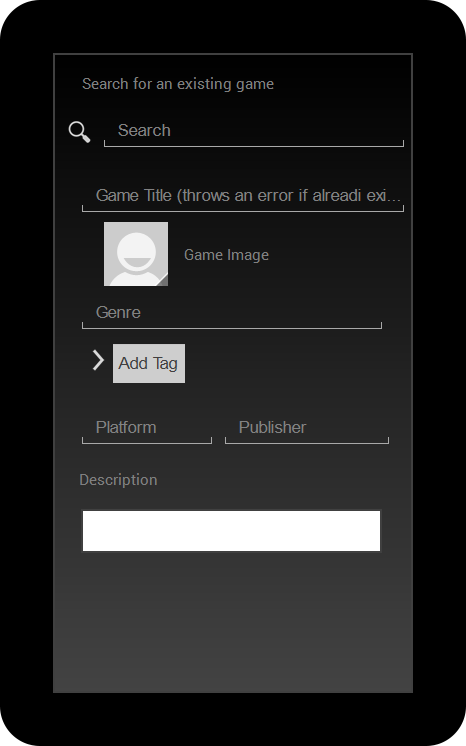 Search for an existing game
Search
Game Title (throws an error if alreadi exi...
Game Image
Genre
Add Tag
Platform
Publisher
Description